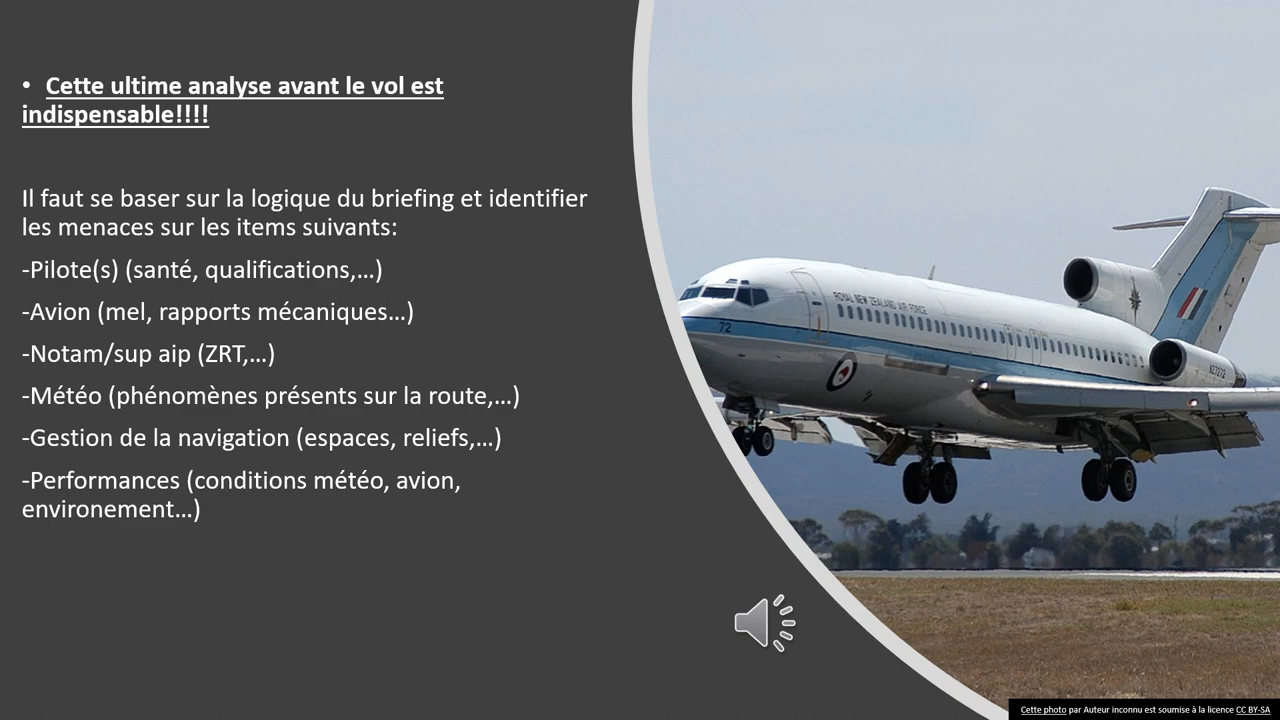 • Cette ultime analyse avant le vol est
indispensable!!!!
Il faut se baser sur la logique du briefing et identifier
les menaces sur les items suivants:
-Pilote(s) (santé, qualifications,...)
-Avion (mel, rapports mécaniques...)
-Notam/sup aip (ZRT,...)
-Météo (phénomènes présents sur la route,...)
-Gestion de la navigation (espaces, reliefs,...)
-Performances (conditions météo, avion,
environement...)
ROYAL NEW ZEALAND AIR FORCE
72
NZ7272
Cette photo par Auteur inconnu est soumise à la licence CC BY-SA